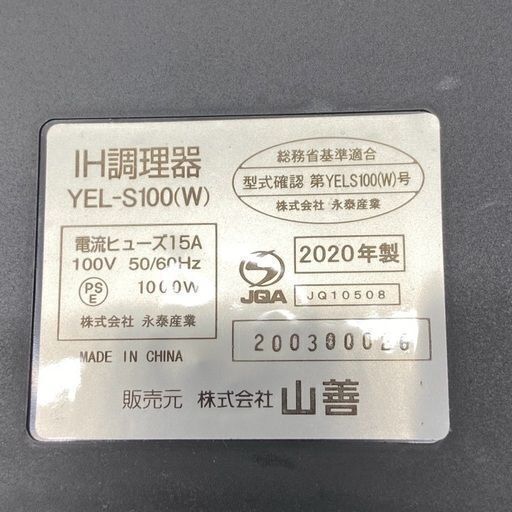 IH調理器
YEL-S100(W)
総務省基準適合
型式確認 第YELS100(W)号
株式会社 永泰産業
電流ヒューズ15A
100V 50/60Hz
PSE 1000W
株式会社 永泰産業
JQA
2020年製
JQ10508
MADE IN CHINA
販売元 株式会社 山善